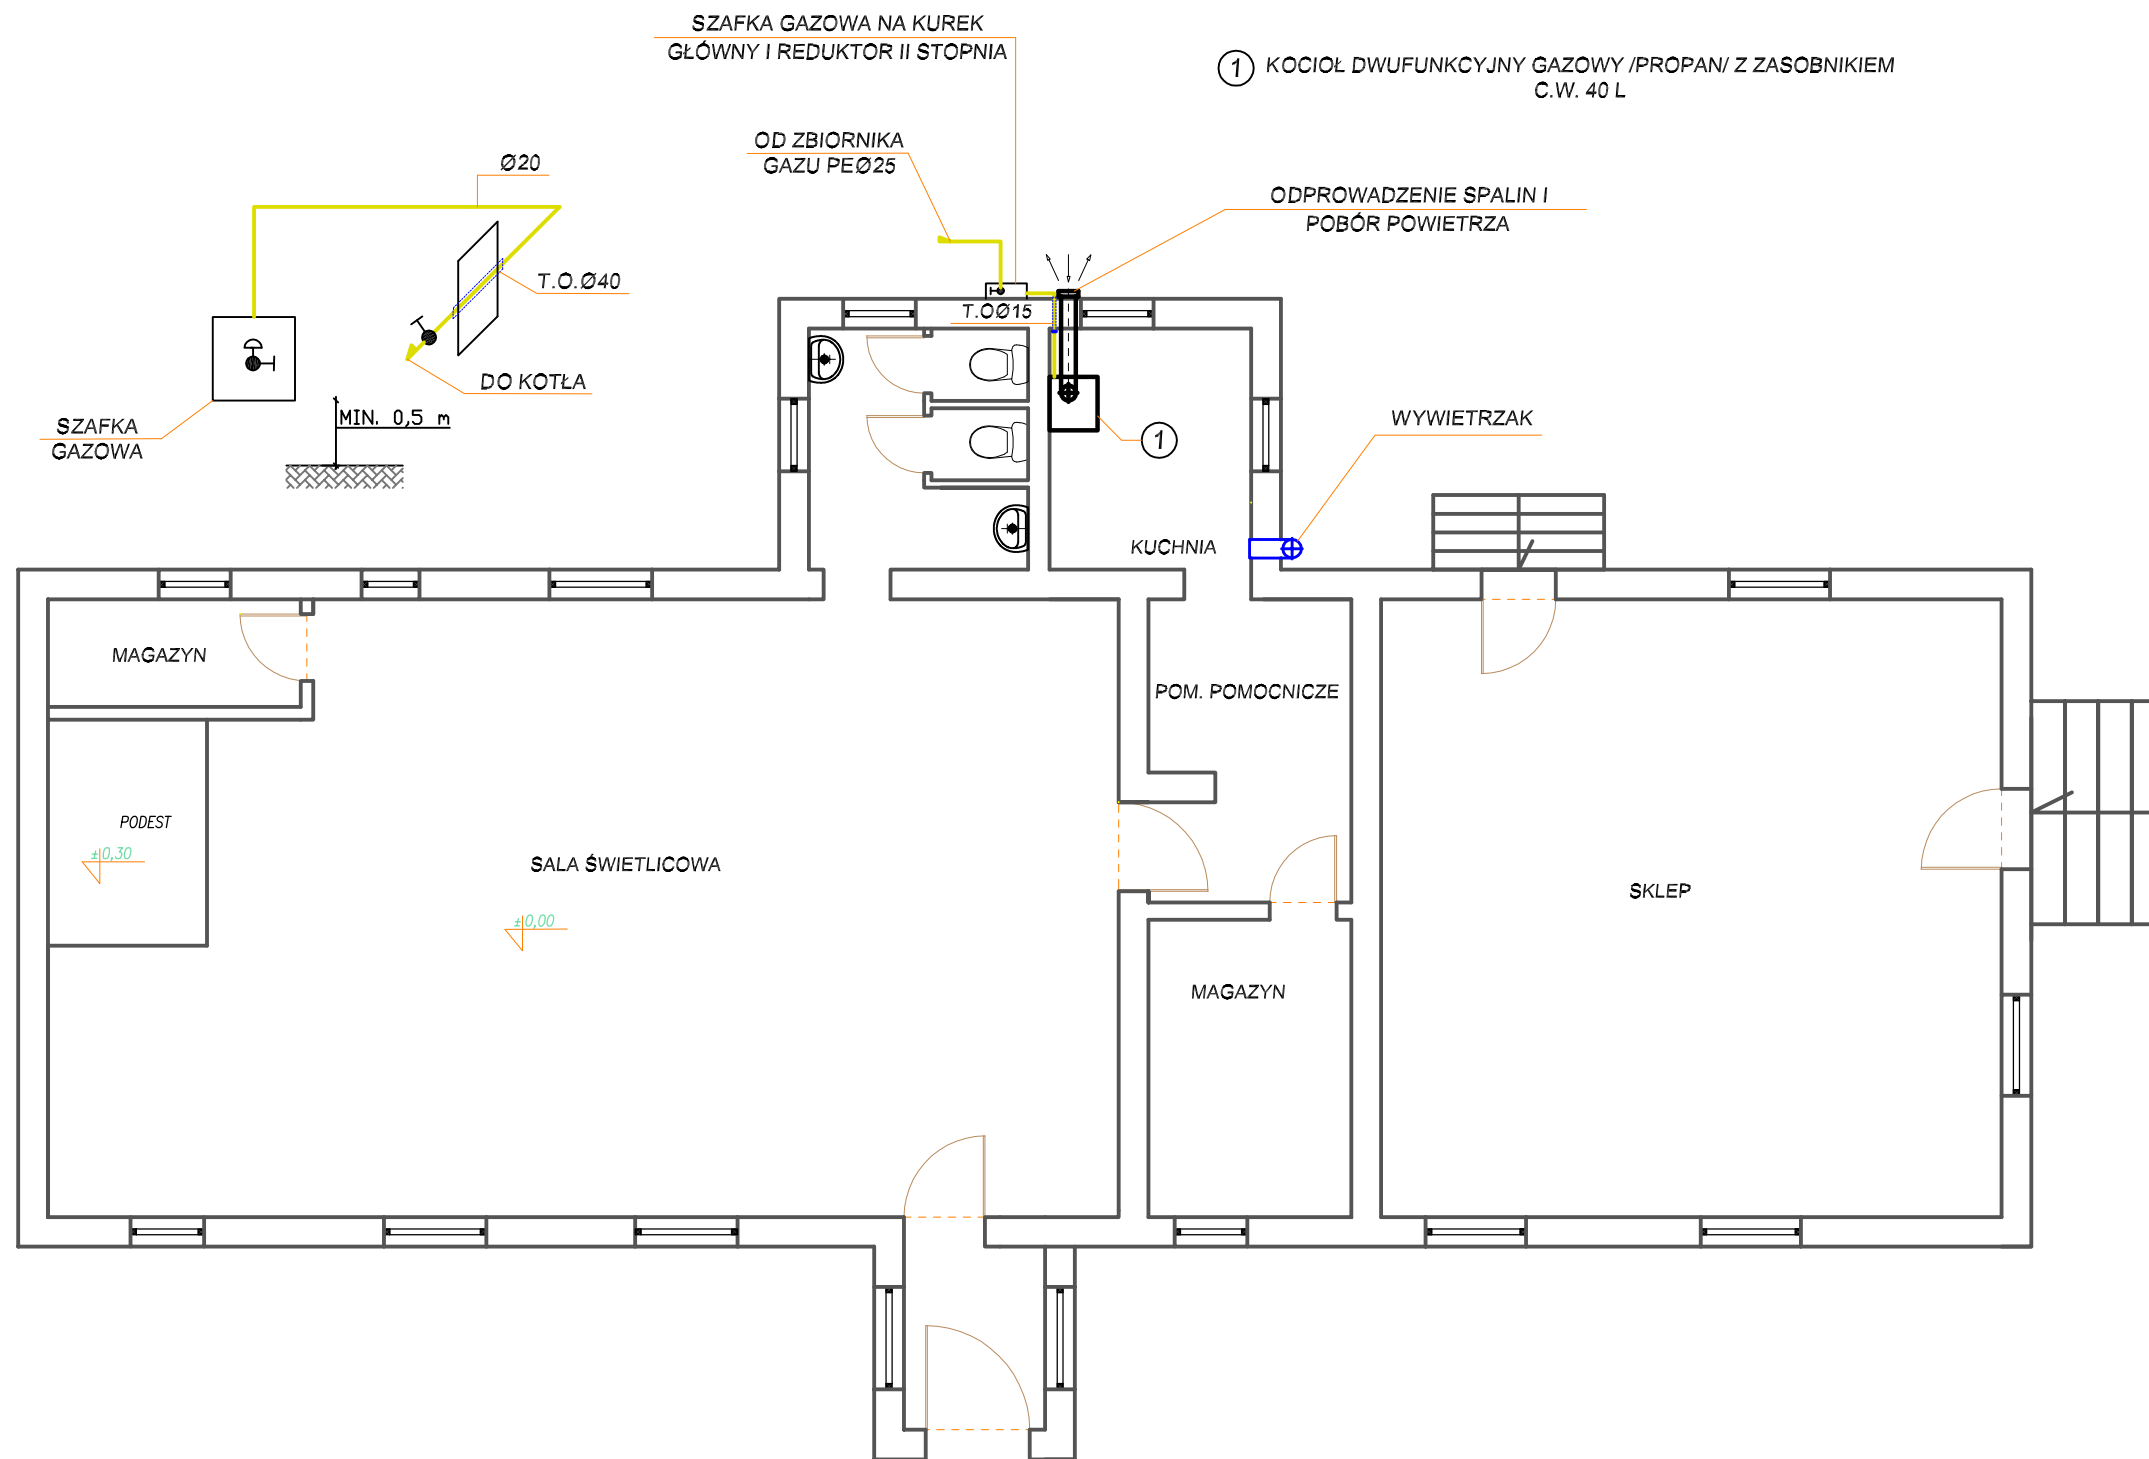 SZAFKA GAZOWA NA KUREK
GŁÓWNY I REDUKTOR II STOPNIA
1 KOCIOŁ DWUFUNKCYJNY GAZOWY /PROPAN/ Z ZASOBNIKIEM
C.W. 40 L
OD ZBIORNIKA
GAZU PEØ25
Ø20
ODPROWADZENIE SPALIN I
POBÓR POWIETRZA
T.O.Ø40
T.OØ15
DO KOTŁA
MIN. 0,5 m
SZAFKA
GAZOWA
1
WYWIETRZAK
KUCHNIA
MAGAZYN
POM. POMOCNICZE
PODEST
±0,30
SALA ŚWIETLICOWA
±0,00
SKLEP
MAGAZYN